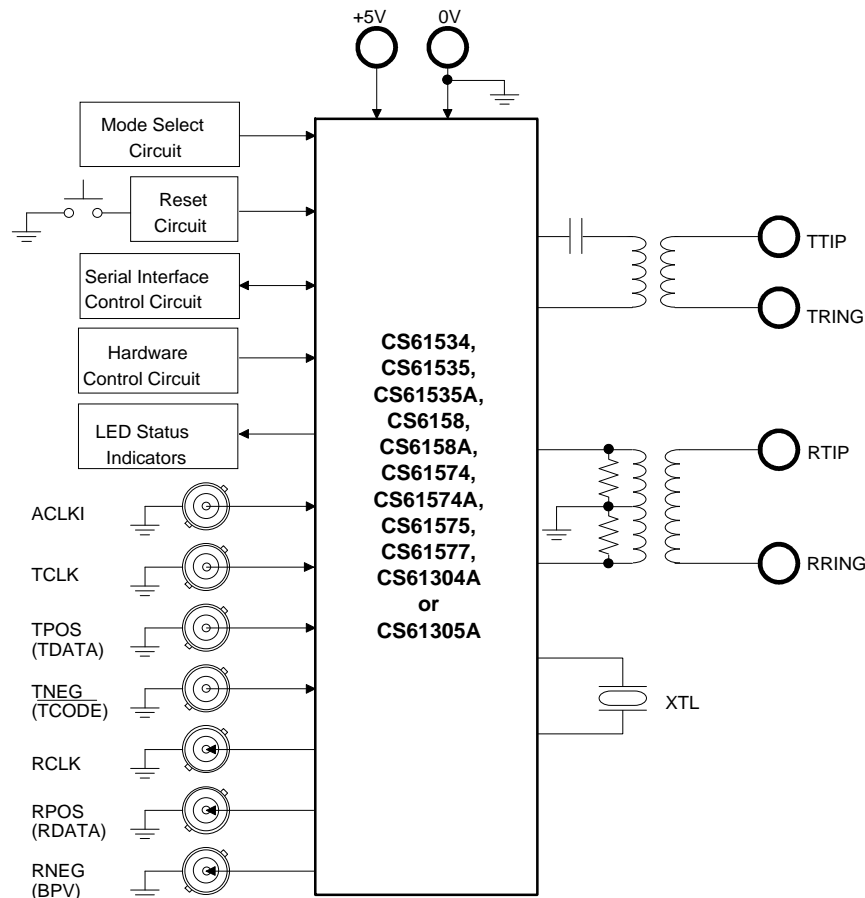 +5V
0V
Mode Select
Circuit
Reset
Circuit
Serial Interface
Control Circuit
Hardware
Control Circuit
LED Status
Indicators
ACLKI
TCLK
TPOS
(TDATA)
TNEG
(TCODE)
RCLK
RPOS
(RDATA)
RNEG
(BPV)
CS61534,
CS61535,
CS61535A,
CS6158,
CS6158A,
CS61574,
CS61574A,
CS61575,
CS61577,
CS61304A
or
CS61305A
TTIP
TRING
RTIP
RRING
XTL